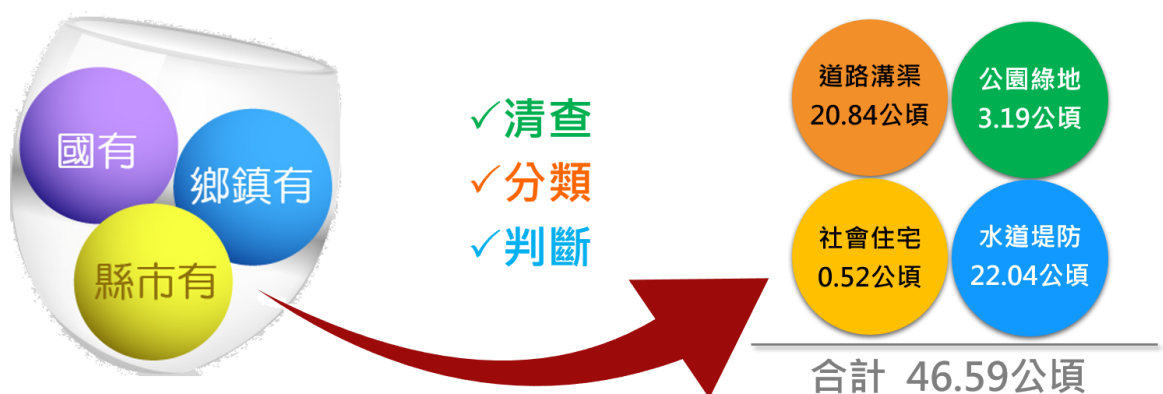 國有
鄉鎮有
縣市有
✓清查
✓分類
✓判斷
道路溝渠
20.84公頃
公園綠地
3.19公頃
社會住宅
0.52公頃
水道堤防
22.04公頃
合計 46.59公頃